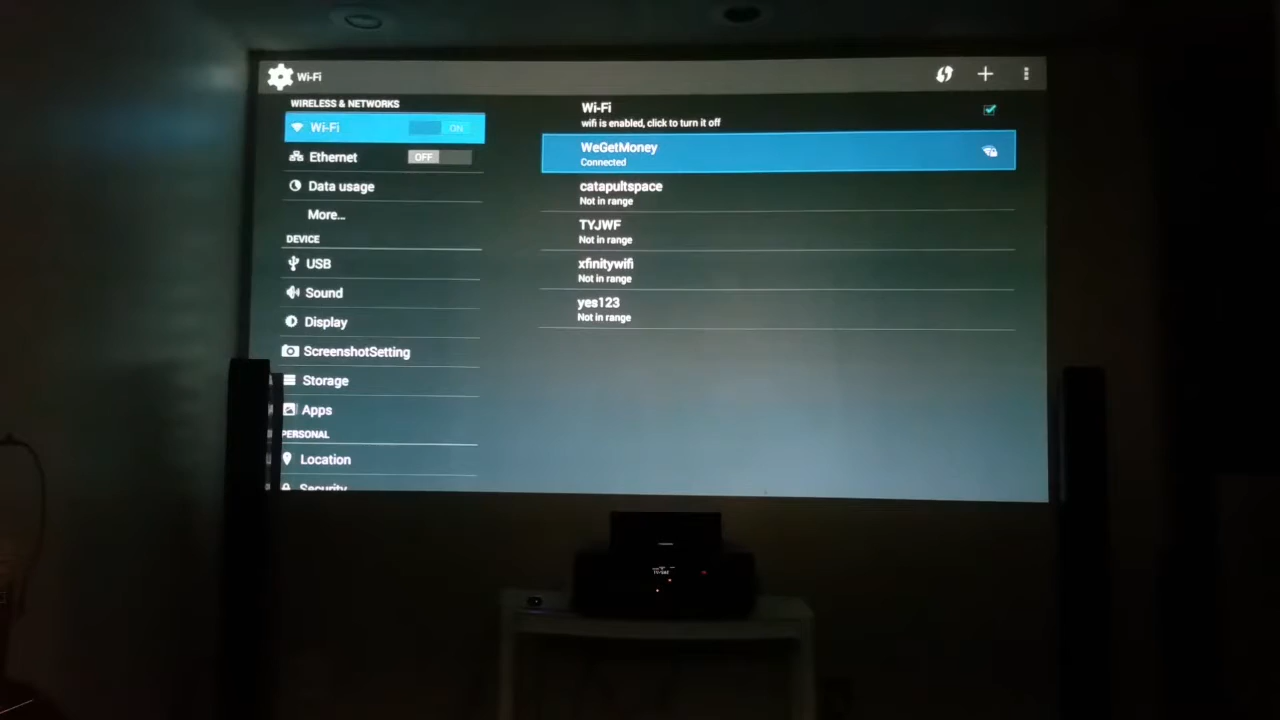 Wi-Fi
WIRELESS & NETWORKS
Wi-Fi ON
Ethernet OFF
Data usage
More...
DEVICE
USB
Sound
Display
ScreenshotSetting
Storage
Apps
PERSONAL
Location
Security
Wi-Fi
wifi is enabled, click to turn it off
WeGetMoney
Connected
catapultspace
Not in range
TYJWF
Not in range
xfinitywifi
Not in range
yes123
Not in range